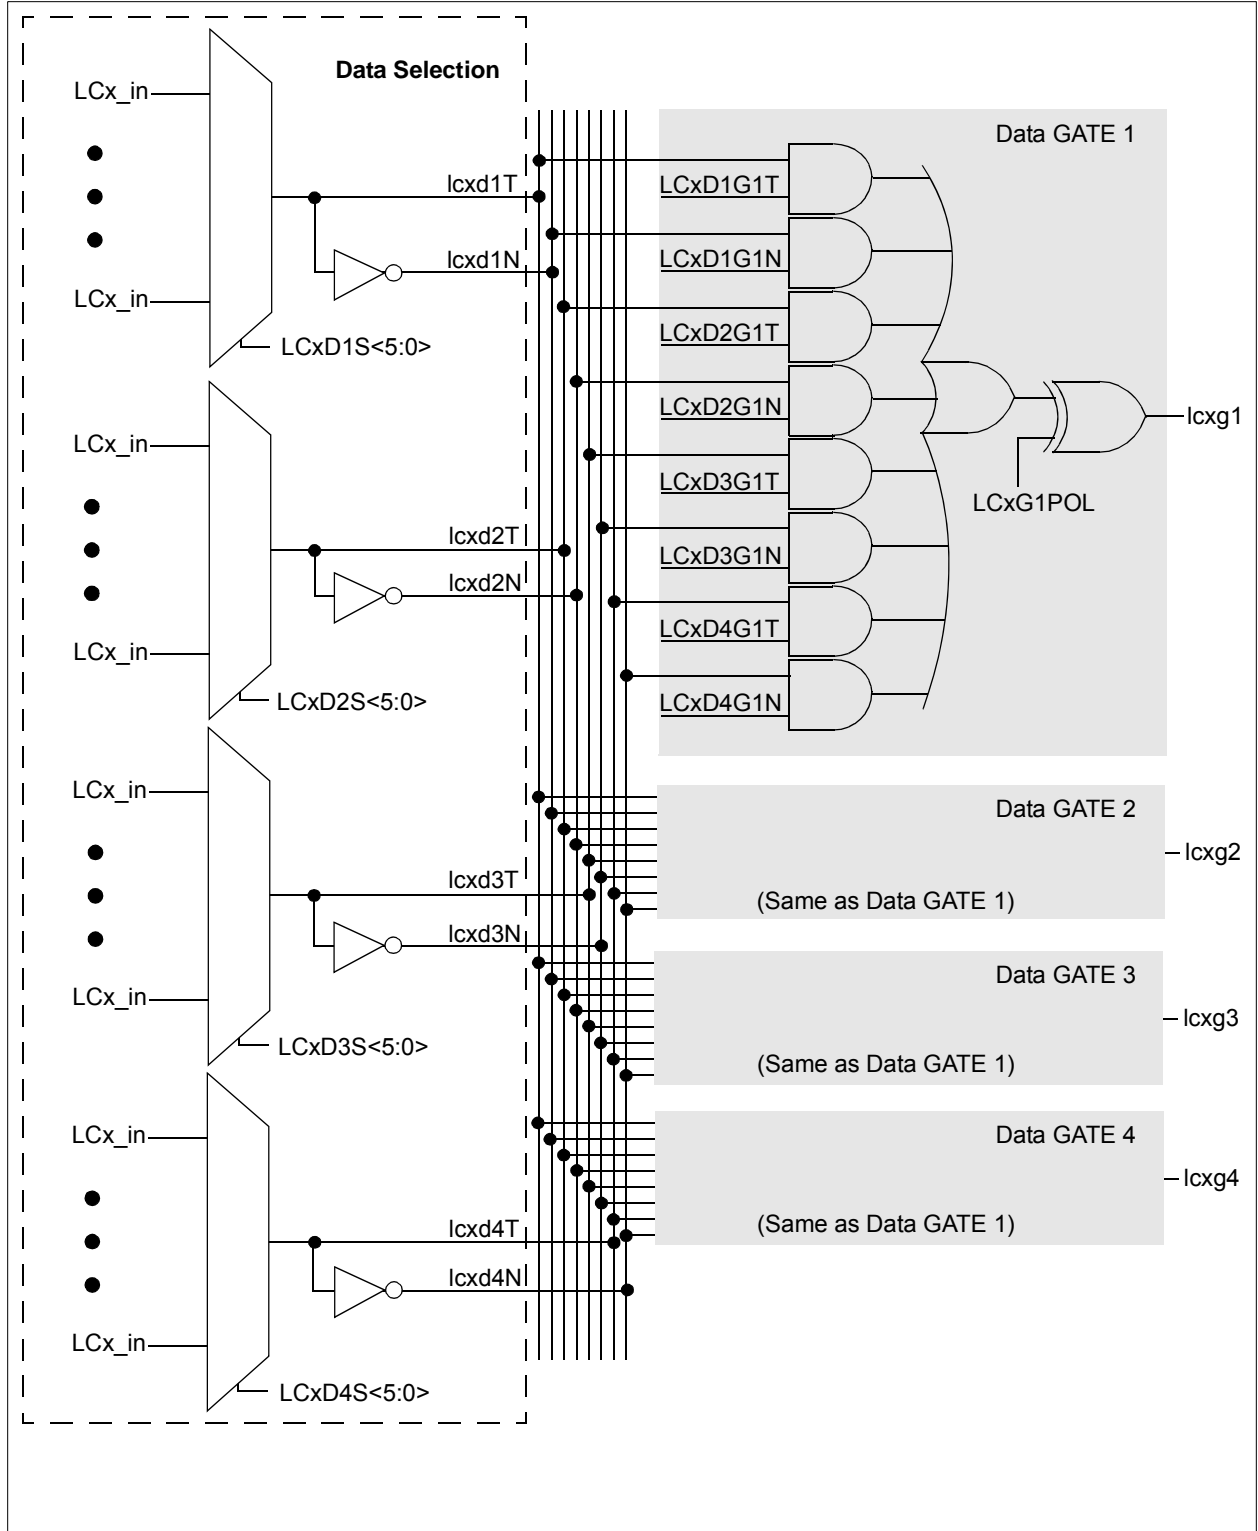 Data Selection
LCx_in
LCx_in
lcxd1T
lcxd1N
LCxD1S<5:0>
LCx_in
LCx_in
lcxd2T
lcxd2N
LCxD2S<5:0>
LCx_in
LCx_in
lcxd3T
lcxd3N
LCxD3S<5:0>
LCx_in
LCx_in
lcxd4T
lcxd4N
LCxD4S<5:0>
Data GATE 1
LCxD1G1T
LCxD1G1N
LCxD2G1T
LCxD2G1N
LCxD3G1T
LCxD3G1N
LCxD4G1T
LCxD4G1N
LCxG1POL
lcxg1
Data GATE 2
(Same as Data GATE 1)
lcxg2
Data GATE 3
(Same as Data GATE 1)
lcxg3
Data GATE 4
(Same as Data GATE 1)
lcxg4